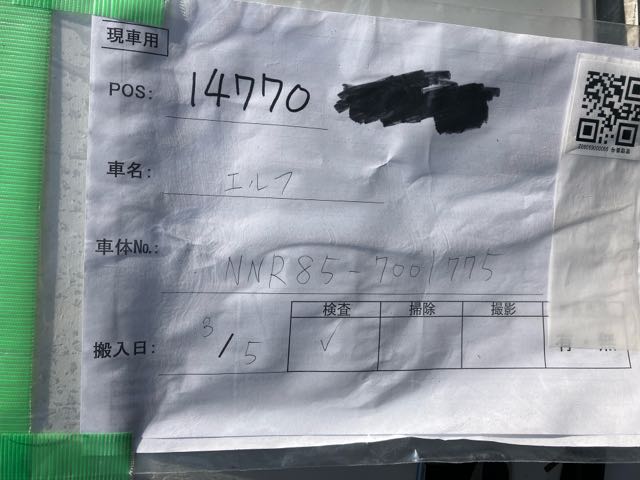 現車用
POS: 14770
車名: エルフ
車体No.: NNR85-7001775
検査 掃除 撮影
搬入日: 3/5 ✓